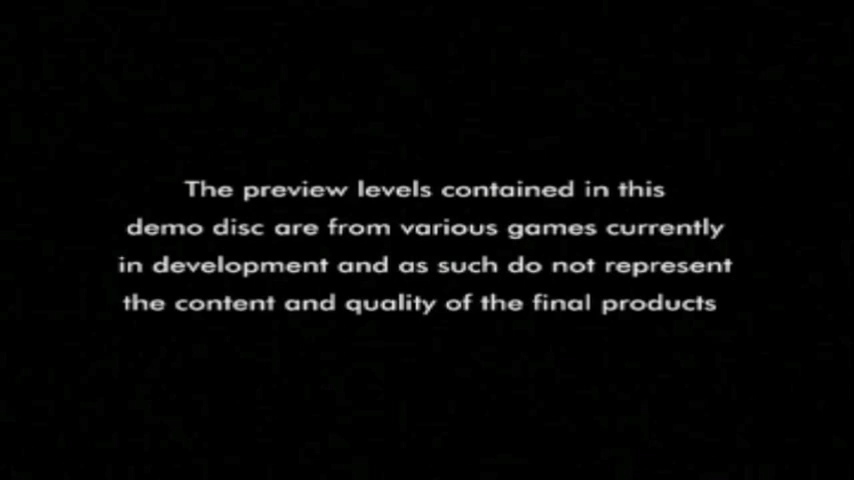 The preview levels contained in this
demo disc are from various games currently
in development and as such do not represent
the content and quality of the final products